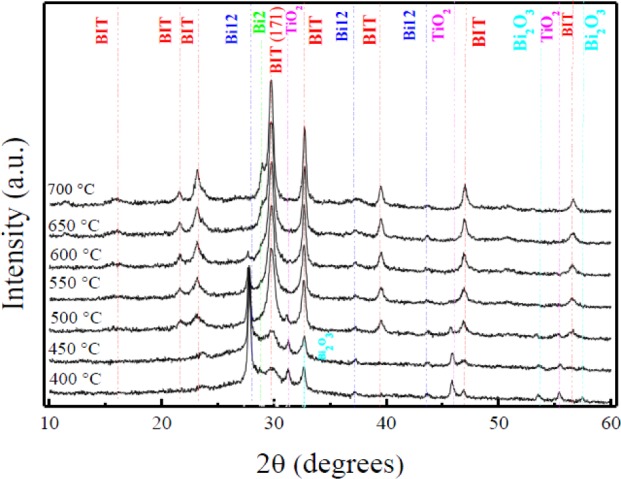 BIT
BIT
BIT
Bi12
Bi2
BIT (171)
TiO2
BIT
Bi12
BIT
Bi12
TiO2
BIT
Bi2O3
TiO2
BIT
Bi2O3
Intensity (a.u.)
700 °C
650 °C
600 °C
550 °C
500 °C
450 °C
400 °C
Bi2O3
10 20 30 40 50 60
2θ (degrees)